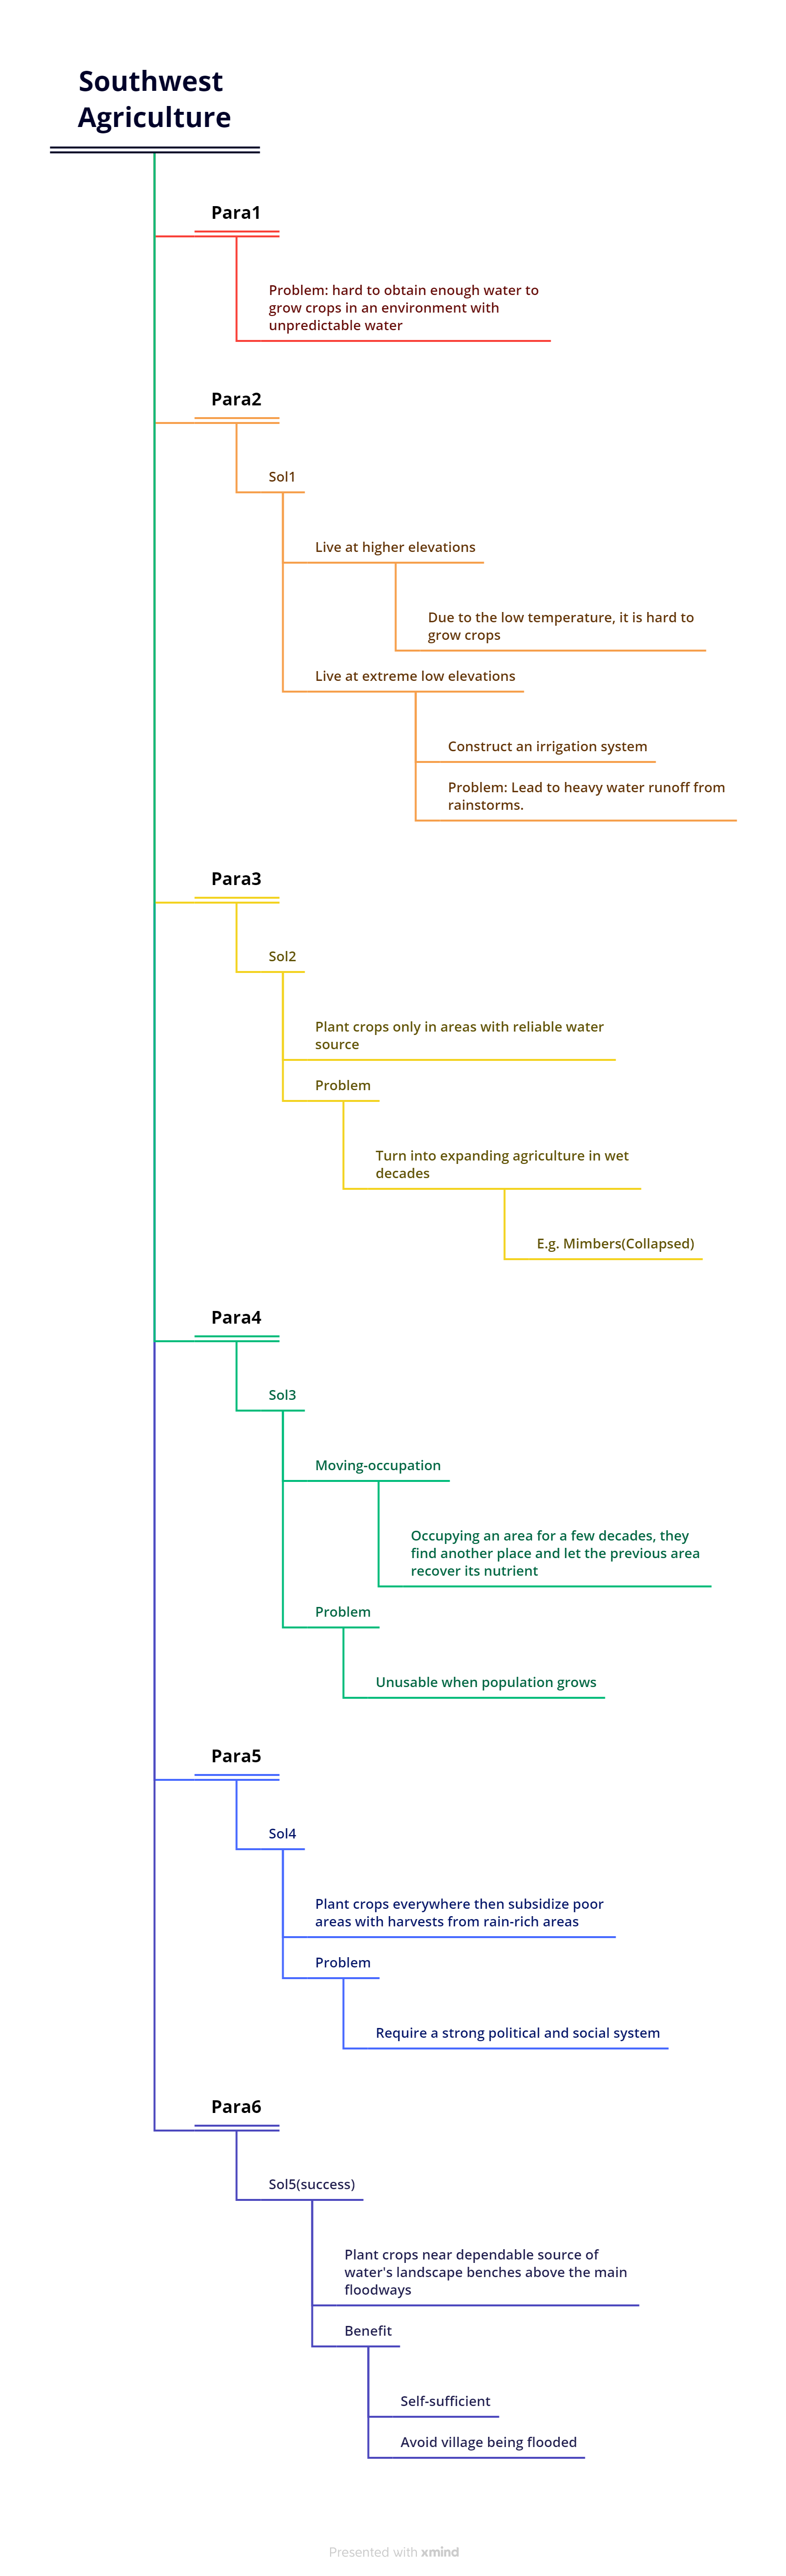 Southwest
Agriculture
Para1
Problem: hard to obtain enough water to
grow crops in an environment with
unpredictable water
Para2
Sol1
Live at higher elevations
Due to the low temperature, it is hard to
grow crops
Live at extreme low elevations
Construct an irrigation system
Problem: Lead to heavy water runoff from
rainstorms.
Para3
Sol2
Plant crops only in areas with reliable water
source
Problem
Turn into expanding agriculture in wet
decades
E.g. Mimbers(Collapsed)
Para4
Sol3
Moving-occupation
Occupying an area for a few decades, they
find another place and let the previous area
recover its nutrient
Problem
Unusable when population grows
Para5
Sol4
Plant crops everywhere then subsidize poor
areas with harvests from rain-rich areas
Problem
Require a strong political and social system
Para6
Sol5(success)
Plant crops near dependable source of
water's landscape benches above the main
floodways
Benefit
Self-sufficient
Avoid village being flooded
Presented with xmind